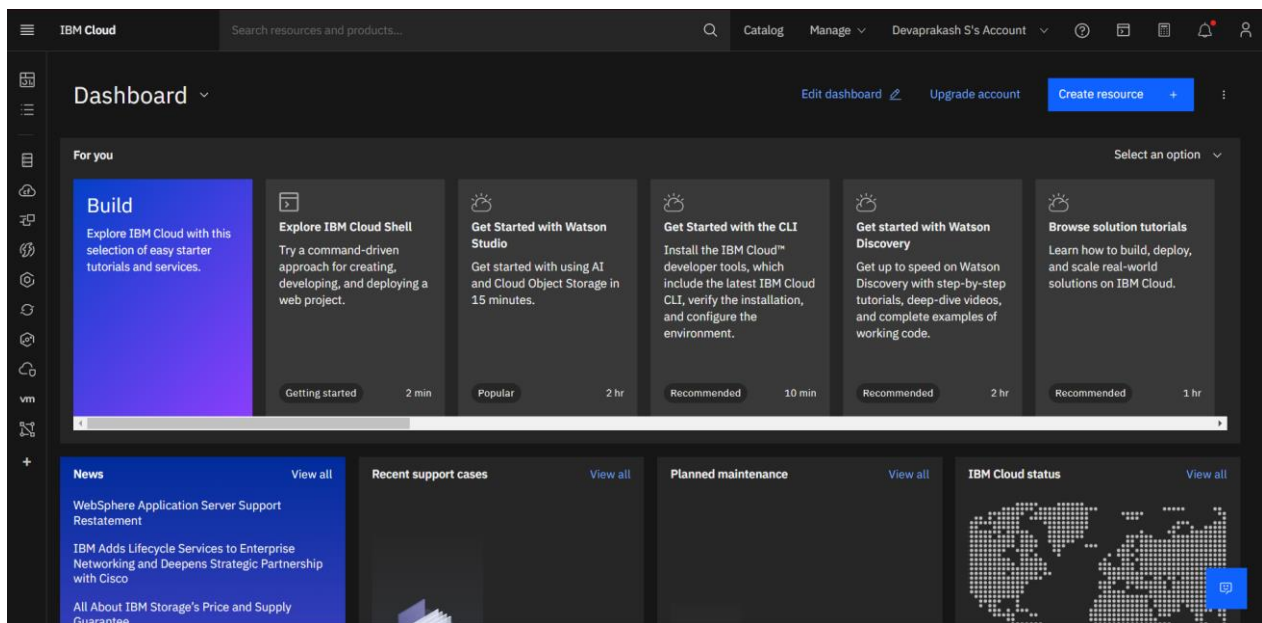 IBM Cloud
Search resources and products...
Catalog
Manage
Devaprakash S's Account
Dashboard
Edit dashboard
Upgrade account
Create resource +
For you
Select an option
Build
Explore IBM Cloud with this
selection of easy starter
tutorials and services.
Explore IBM Cloud Shell
Try a command-driven
approach for creating,
developing, and deploying a
web project.
Getting started
2 min
Get Started with Watson
Studio
Get started with using AI
and Cloud Object Storage in
15 minutes.
Popular
2 hr
Get Started with the CLI
Install the IBM Cloud™
developer tools, which
include the latest IBM Cloud
CLI, verify the installation,
and configure the
environment.
Recommended
10 min
Get started with Watson
Discovery
Get up to speed on Watson
Discovery with step-by-step
tutorials, deep-dive videos,
and complete examples of
working code.
Recommended
2 hr
Browse solution tutorials
Learn how to build, deploy,
and scale real-world
solutions on IBM Cloud.
Recommended
1 hr
vm
News
View all
WebSphere Application Server Support
Restatement
IBM Adds Lifecycle Services to Enterprise
Networking and Deepens Strategic Partnership
with Cisco
All About IBM Storage's Price and Supply
Guarantee
Recent support cases
View all
Planned maintenance
View all
IBM Cloud status
View all